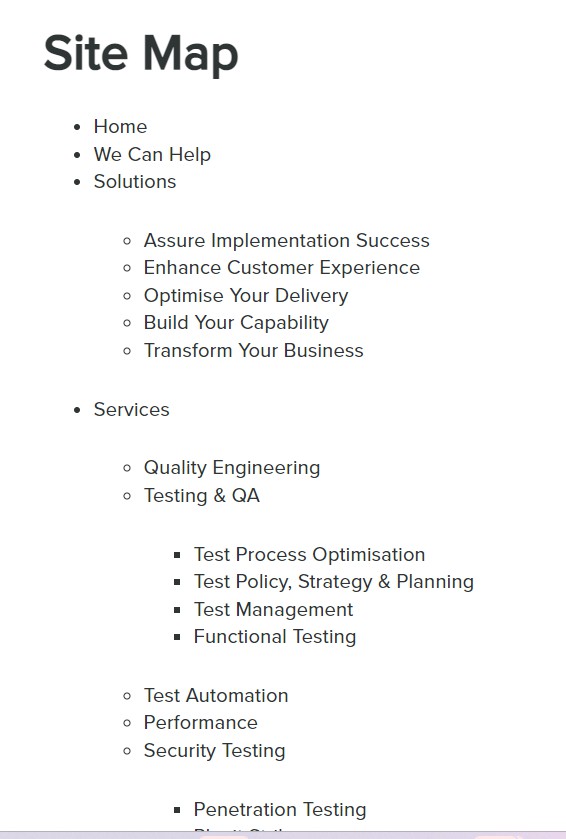 Site Map
Home
We Can Help
Solutions
Assure Implementation Success
Enhance Customer Experience
Optimise Your Delivery
Build Your Capability
Transform Your Business
Services
Quality Engineering
Testing & QA
Test Process Optimisation
Test Policy, Strategy & Planning
Test Management
Functional Testing
Test Automation
Performance
Security Testing
Penetration Testing